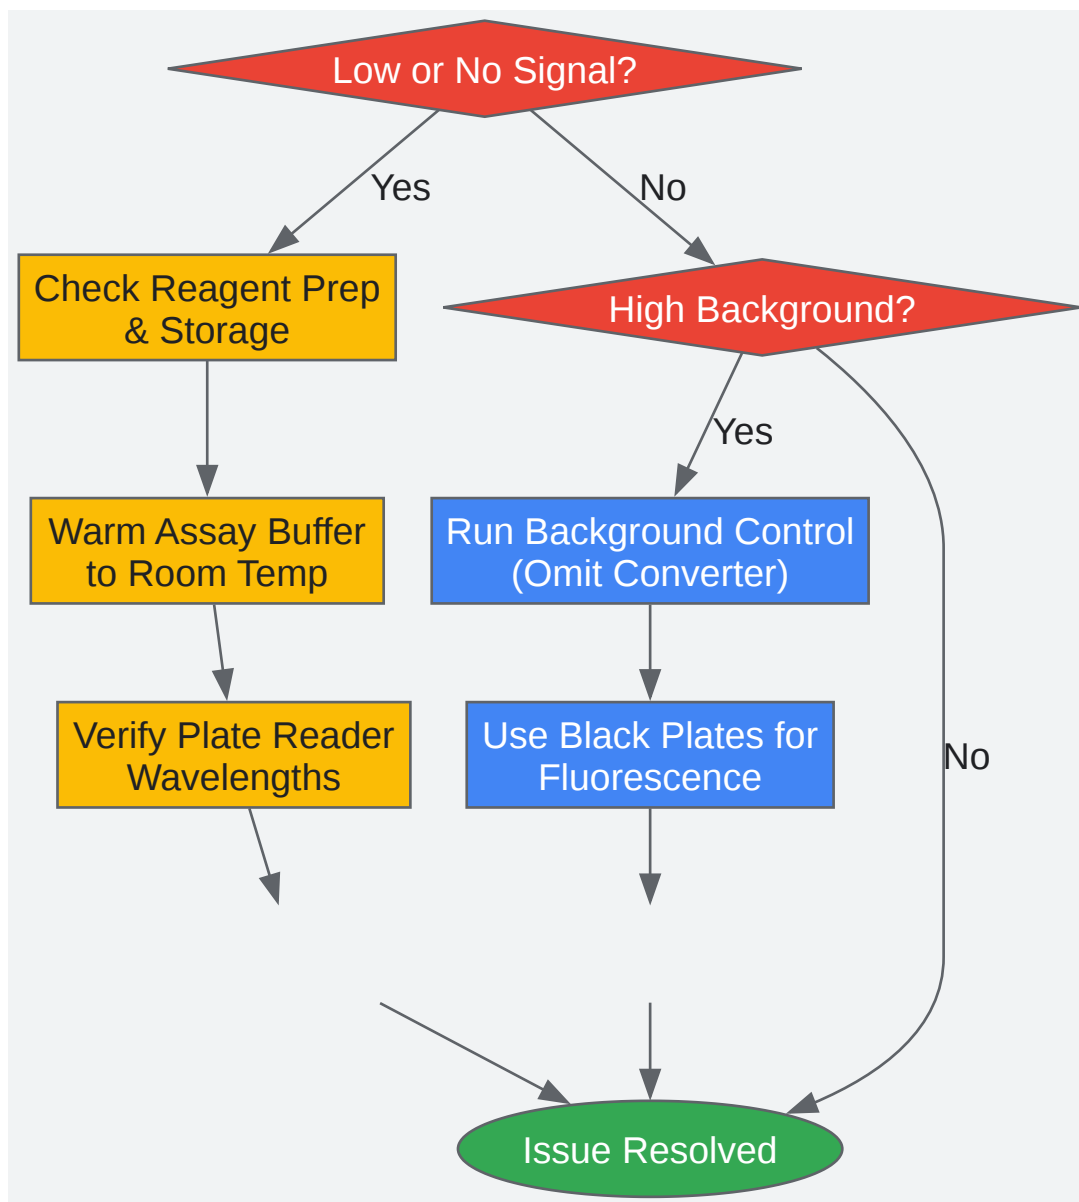 Low or No Signal?
Yes
No
Check Reagent Prep
& Storage
High Background?
Yes
Warm Assay Buffer
to Room Temp
Run Background Control
(Omit Converter)
Verify Plate Reader
Wavelengths
Use Black Plates for
Fluorescence
No
Issue Resolved